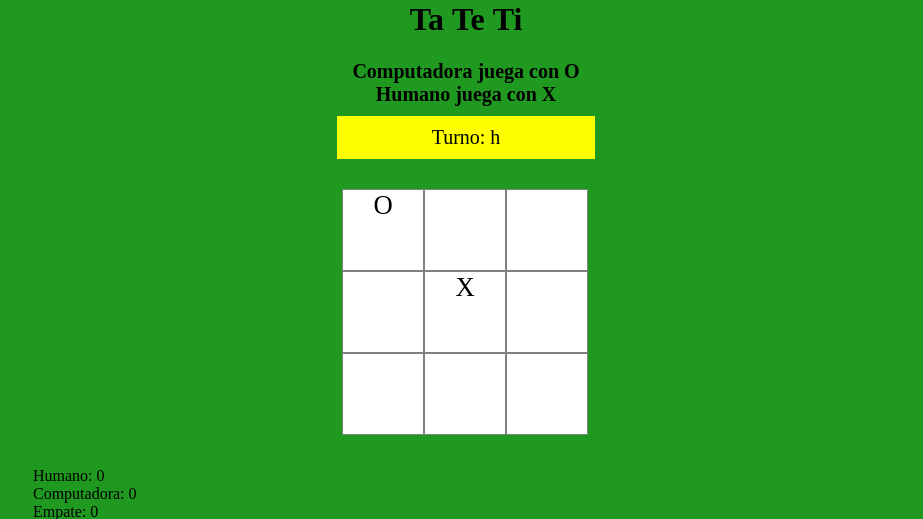 Ta Te Ti
Computadora juega con O
Humano juega con X
Turno: h
O
X
Humano: 0
Computadora: 0
Empate: 0